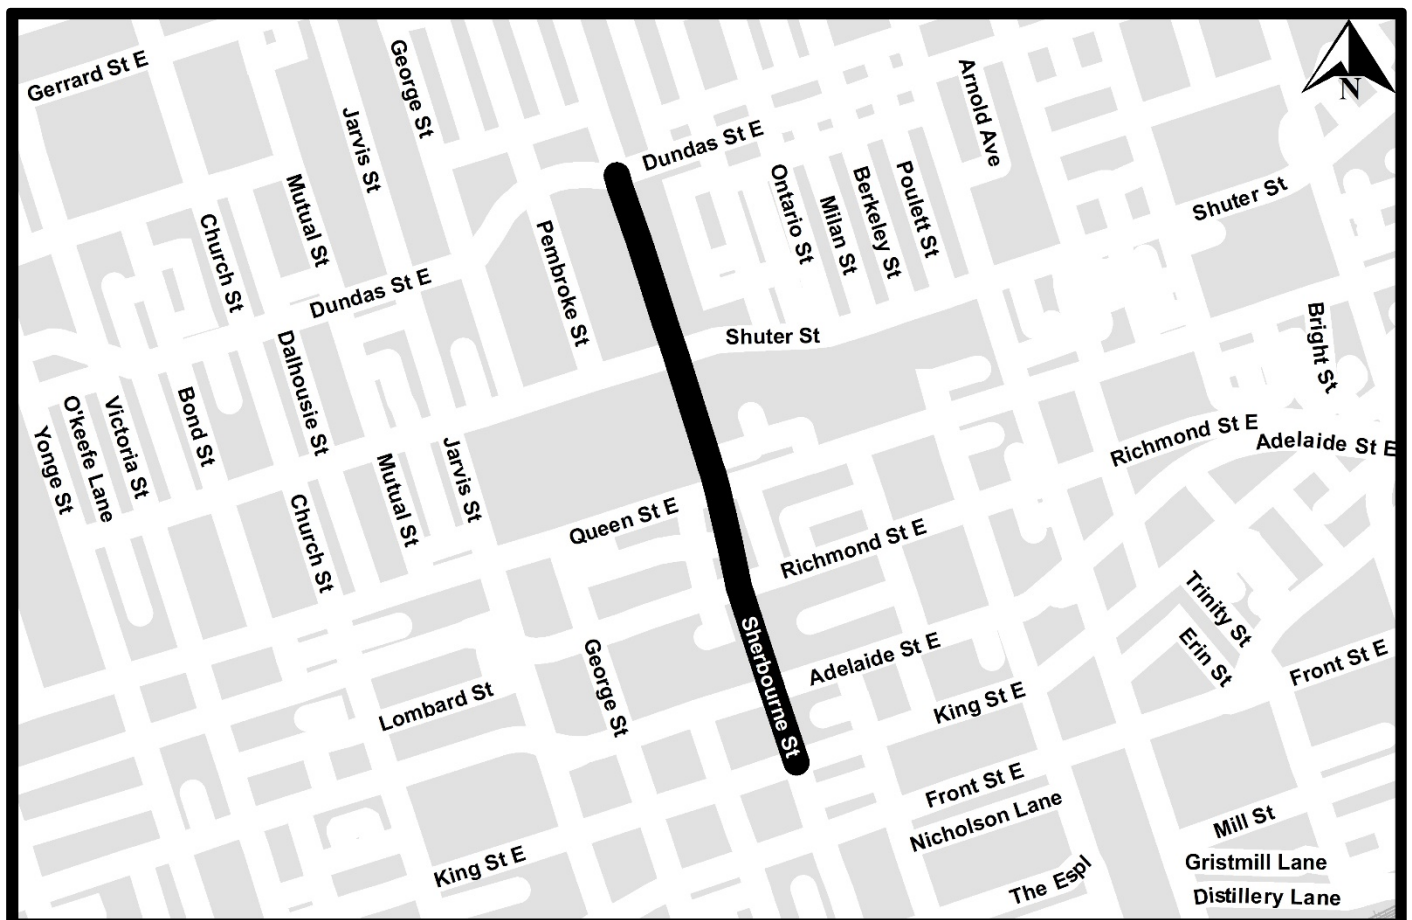 Gerrard St E
George St
Jarvis St
Mutual St
Church St
Dundas St E
Pembroke St
Dundas St E
Ontario St
Milan St
Berkeley St
Poulett St
Arnold Ave
N
Shuter St
Shuter St
Bright St
Yonge St
O'keefe Lane
Victoria St
Bond St
Dalhousie St
Church St
Mutual St
Jarvis St
Queen St E
Richmond St E
Richmond St E
Adelaide St E
Sherbourne St
Adelaide St E
George St
Lombard St
King St E
King St E
Front St E
Nicholson Lane
The Espl
Trinity St
Erin St
Front St E
Mill St
Gristmill Lane
Distillery Lane